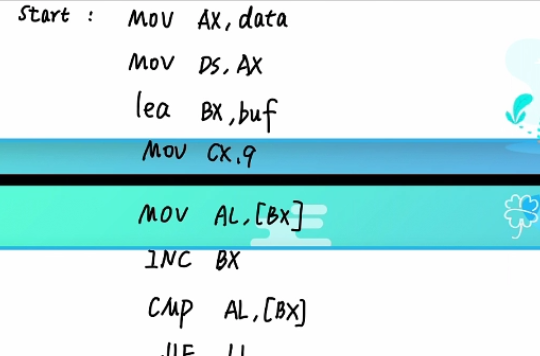 Start : MOV AX, data
MOV DS, AX
lea BX, buf
MOV CX, 9
MOV AL, [BX]
INC BX
CMP AL, [BX]